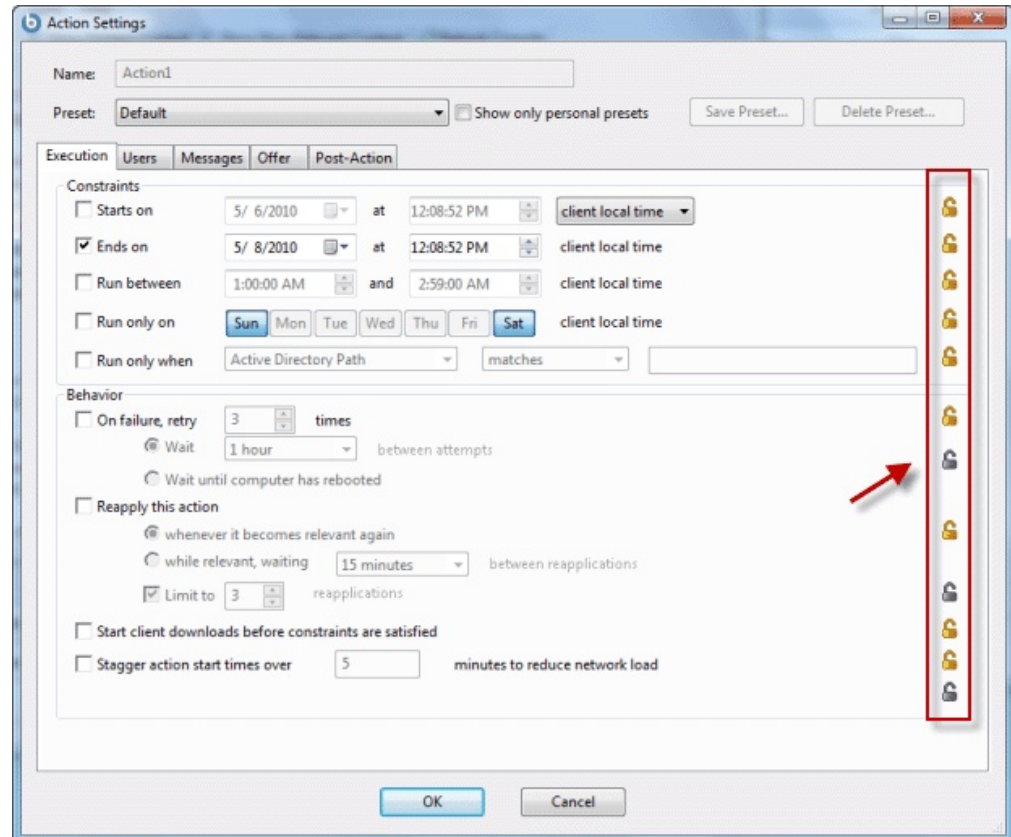 Action Settings
Name: Action1
Preset: Default Show only personal presets Save Preset... Delete Preset...
Execution Users Messages Offer Post-Action
Constraints
Starts on 5/ 6/2010 at 12:08:52 PM client local time
Ends on 5/ 8/2010 at 12:08:52 PM client local time
Run between 1:00:00 AM and 2:59:00 AM client local time
Run only on Sun Mon Tue Wed Thu Fri Sat client local time
Run only when Active Directory Path matches
Behavior
On failure, retry 3 times
Wait 1 hour between attempts
Wait until computer has rebooted
Reapply this action
whenever it becomes relevant again
while relevant, waiting 15 minutes between reapplications
Limit to 3 reapplications
Start client downloads before constraints are satisfied
Stagger action start times over 5 minutes to reduce network load
OK Cancel